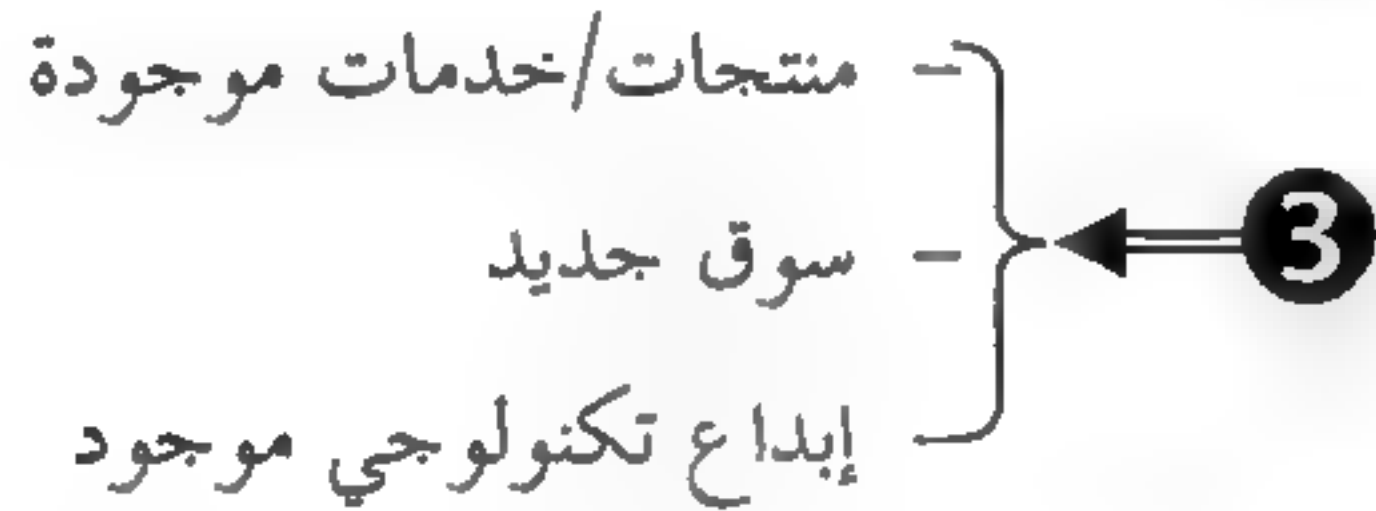 - منتجات/خدمات موجودة
3 - سوق جديد
- إبداع تكنولوجي موجود